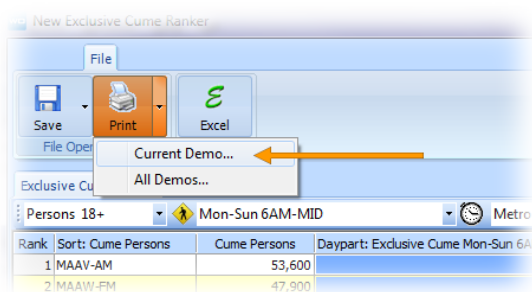 New Exclusive Cume Ranker
File
Save Print Excel
File Oper
Current Demo...
All Demos...
Exclusive Cu
Persons 18+ Mon-Sun 6AM-MID Metro
Rank Sort: Cume Persons Cume Persons Daypart: Exclusive Cume Mon-Sun 6A
1 MAAV-AM 53,600
2 MAAW-FM 47,900